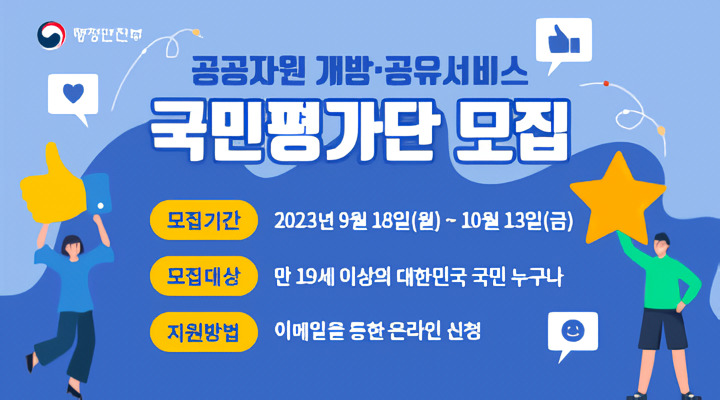 행정안전부
공공자원 개방·공유서비스
국민평가단 모집
모집기간 2023년 9월 18일(월) ~ 10월 13일(금)
모집대상 만 19세 이상의 대한민국 국민 누구나
지원방법 이메일을 통한 온라인 신청